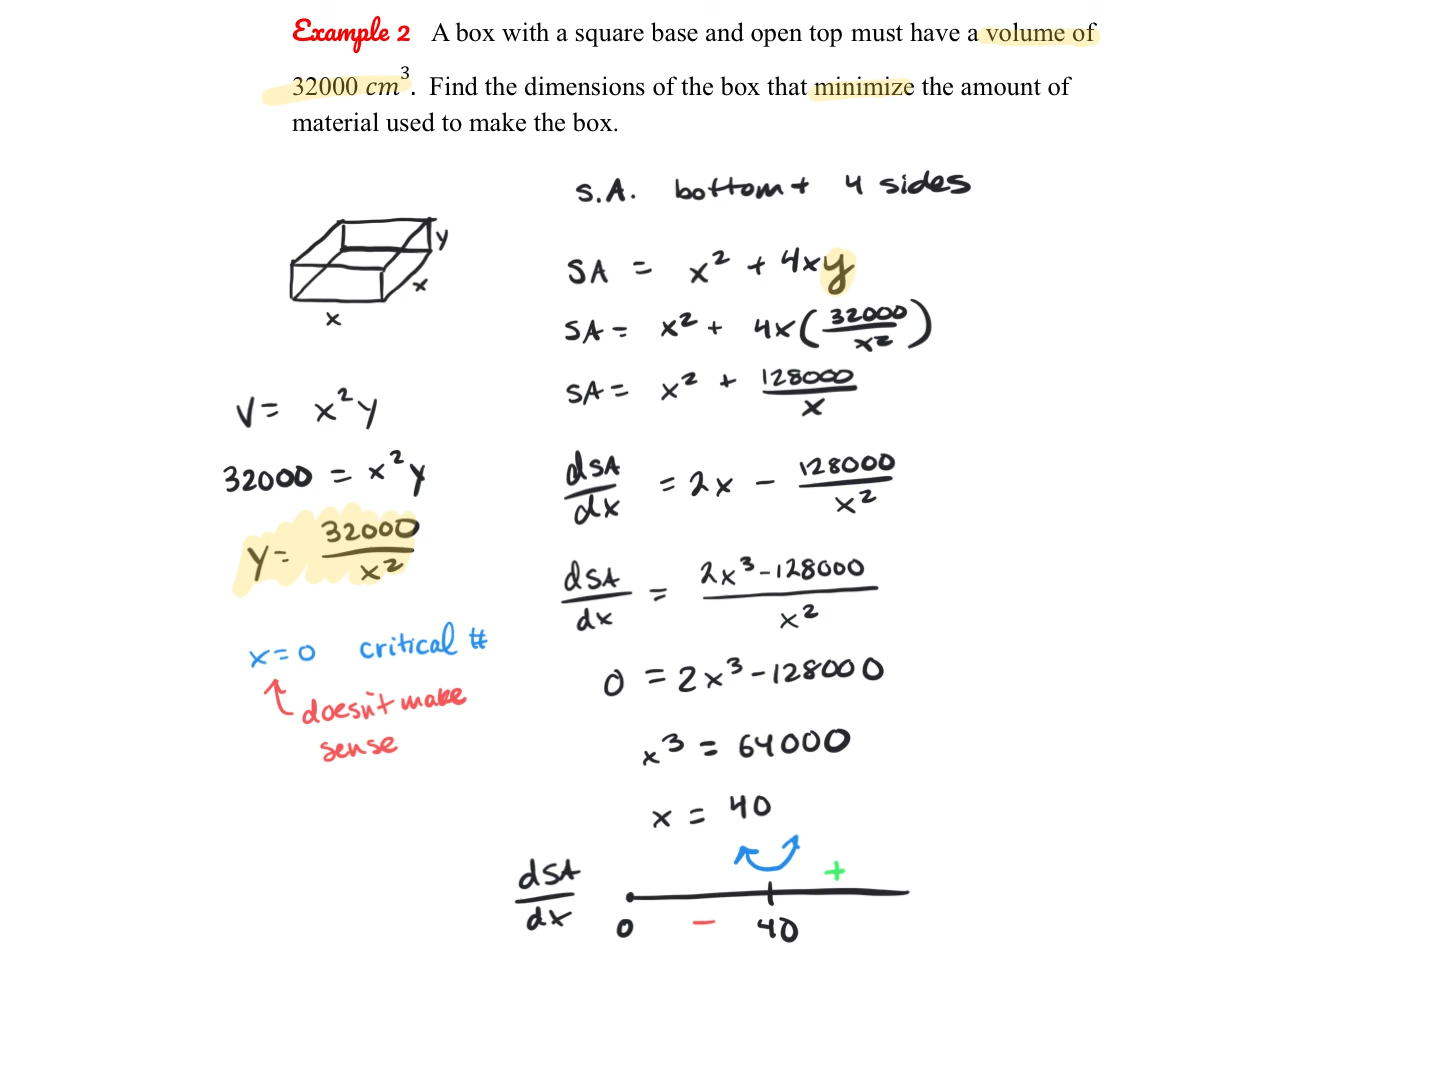 Example 2 A box with a square base and open top must have a volume of
32000 cm³. Find the dimensions of the box that minimize the amount of
material used to make the box.
S.A. bottom + 4 sides
y
x
x
SA = x² + 4xy
SA = x² + 4x(32000/x²)
SA = x² + 128000/x
V = x²y
32000 = x²y
y = 32000/x²
x=0 critical #
doesn't make
sense
dSA/dx = 2x - 128000/x²
dSA/dx = 2x³-128000/x²
0 = 2x³-128000
x³ = 64000
x = 40
+
dSA/dx
0 - 40